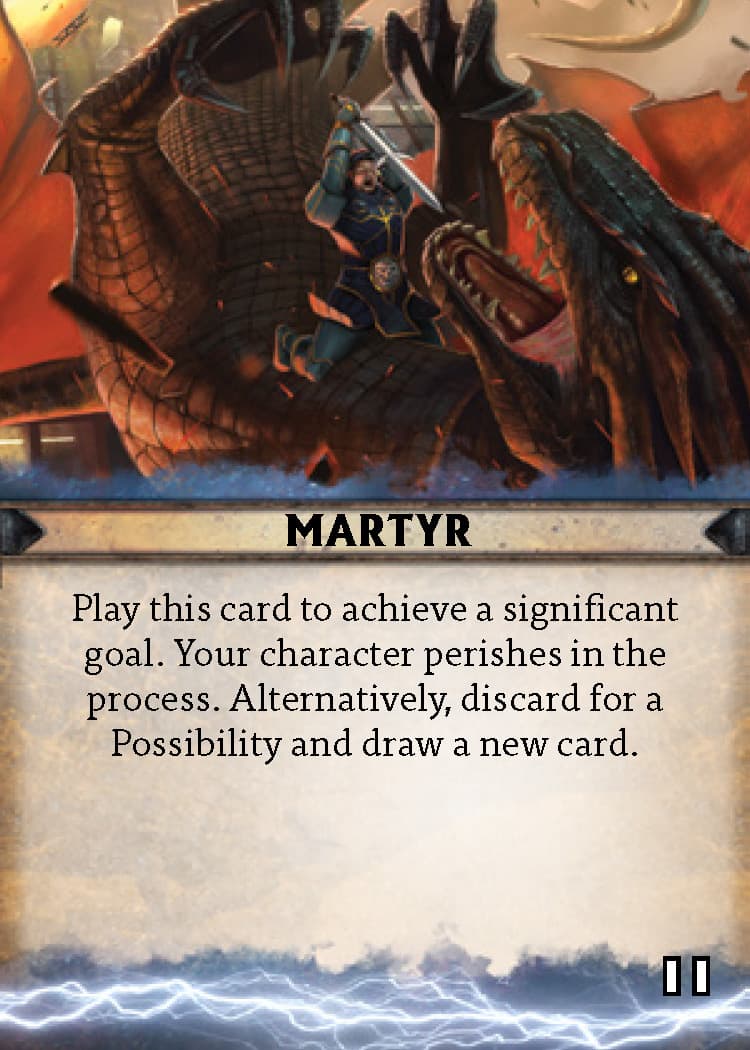 MARTYR
Play this card to achieve a significant
goal. Your character perishes in the
process. Alternatively, discard for a
Possibility and draw a new card.
11